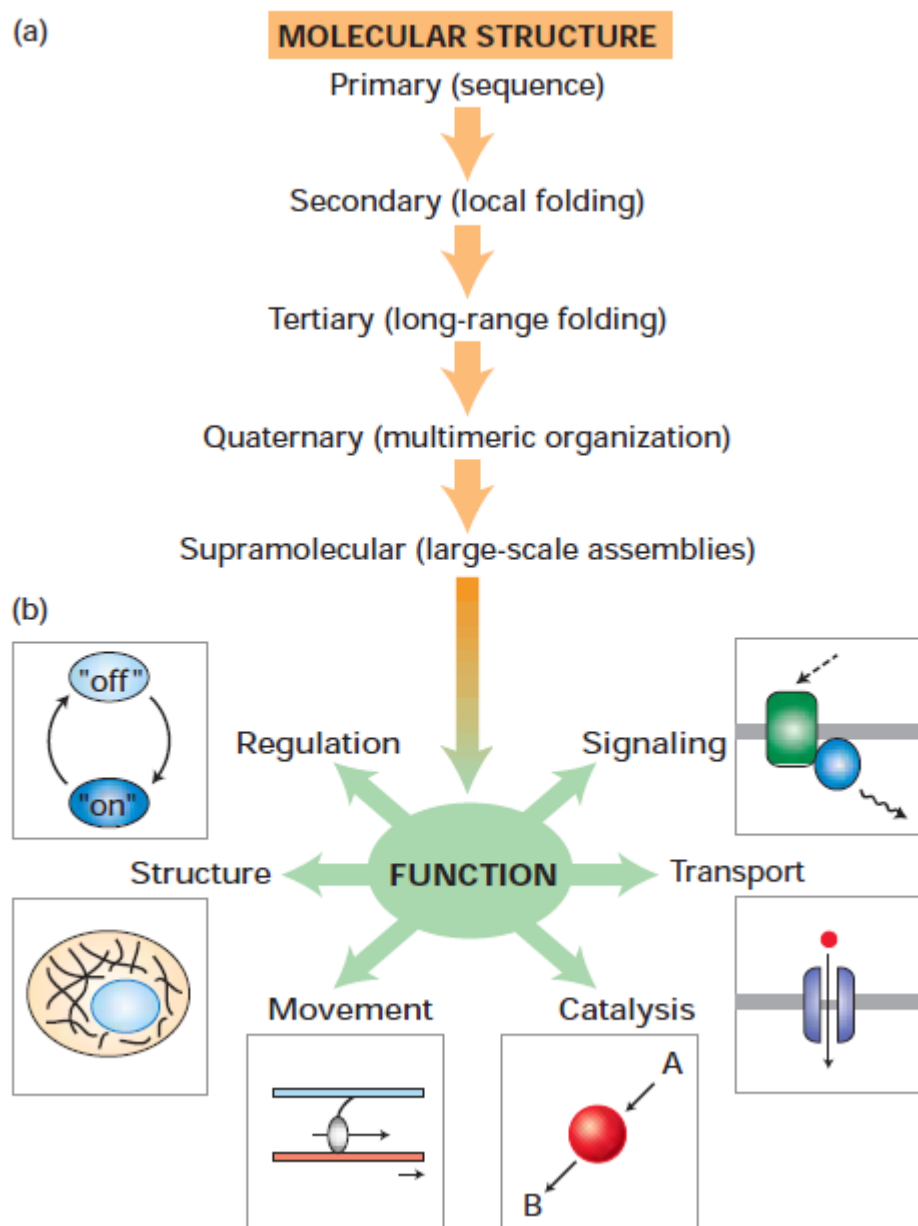 (a)
MOLECULAR STRUCTURE
Primary (sequence)
Secondary (local folding)
Tertiary (long-range folding)
Quaternary (multimeric organization)
Supramolecular (large-scale assemblies)
(b)
"off"
"on"
Regulation
Signaling
Structure
FUNCTION
Transport
Movement
Catalysis
A
B